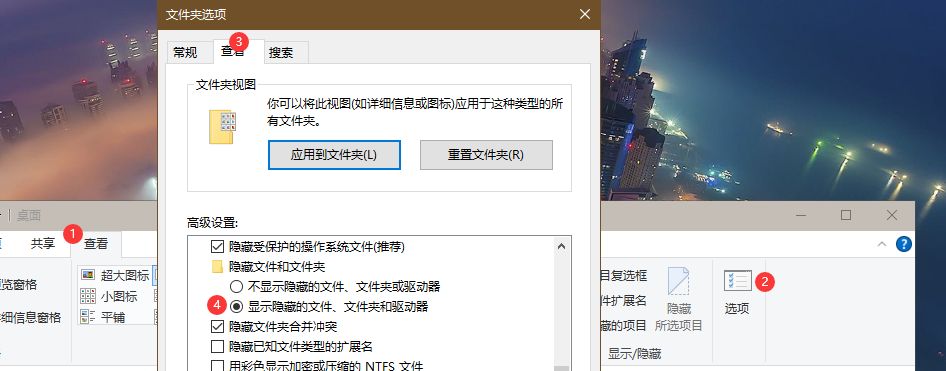 文件夹选项
常规
查看
3
搜索
文件夹视图
你可以将此视图(如详细信息或图标)应用于这种类型的所
有文件夹。
应用到文件夹(L)
重置文件夹(R)
高级设置:
隐藏受保护的操作系统文件(推荐)
隐藏文件和文件夹
不显示隐藏的文件、文件夹或驱动器
4
显示隐藏的文件、文件夹和驱动器
隐藏文件夹合并冲突
隐藏已知文件类型的扩展名
用彩色显示加密或压缩的 NTFS 文件
桌面
共享
1
查看
?
览窗格
超大图标
小图标
细信息窗格
平铺
目复选框
件扩展名
藏的项目
隐藏
所选项目
选项
2
显示/隐藏